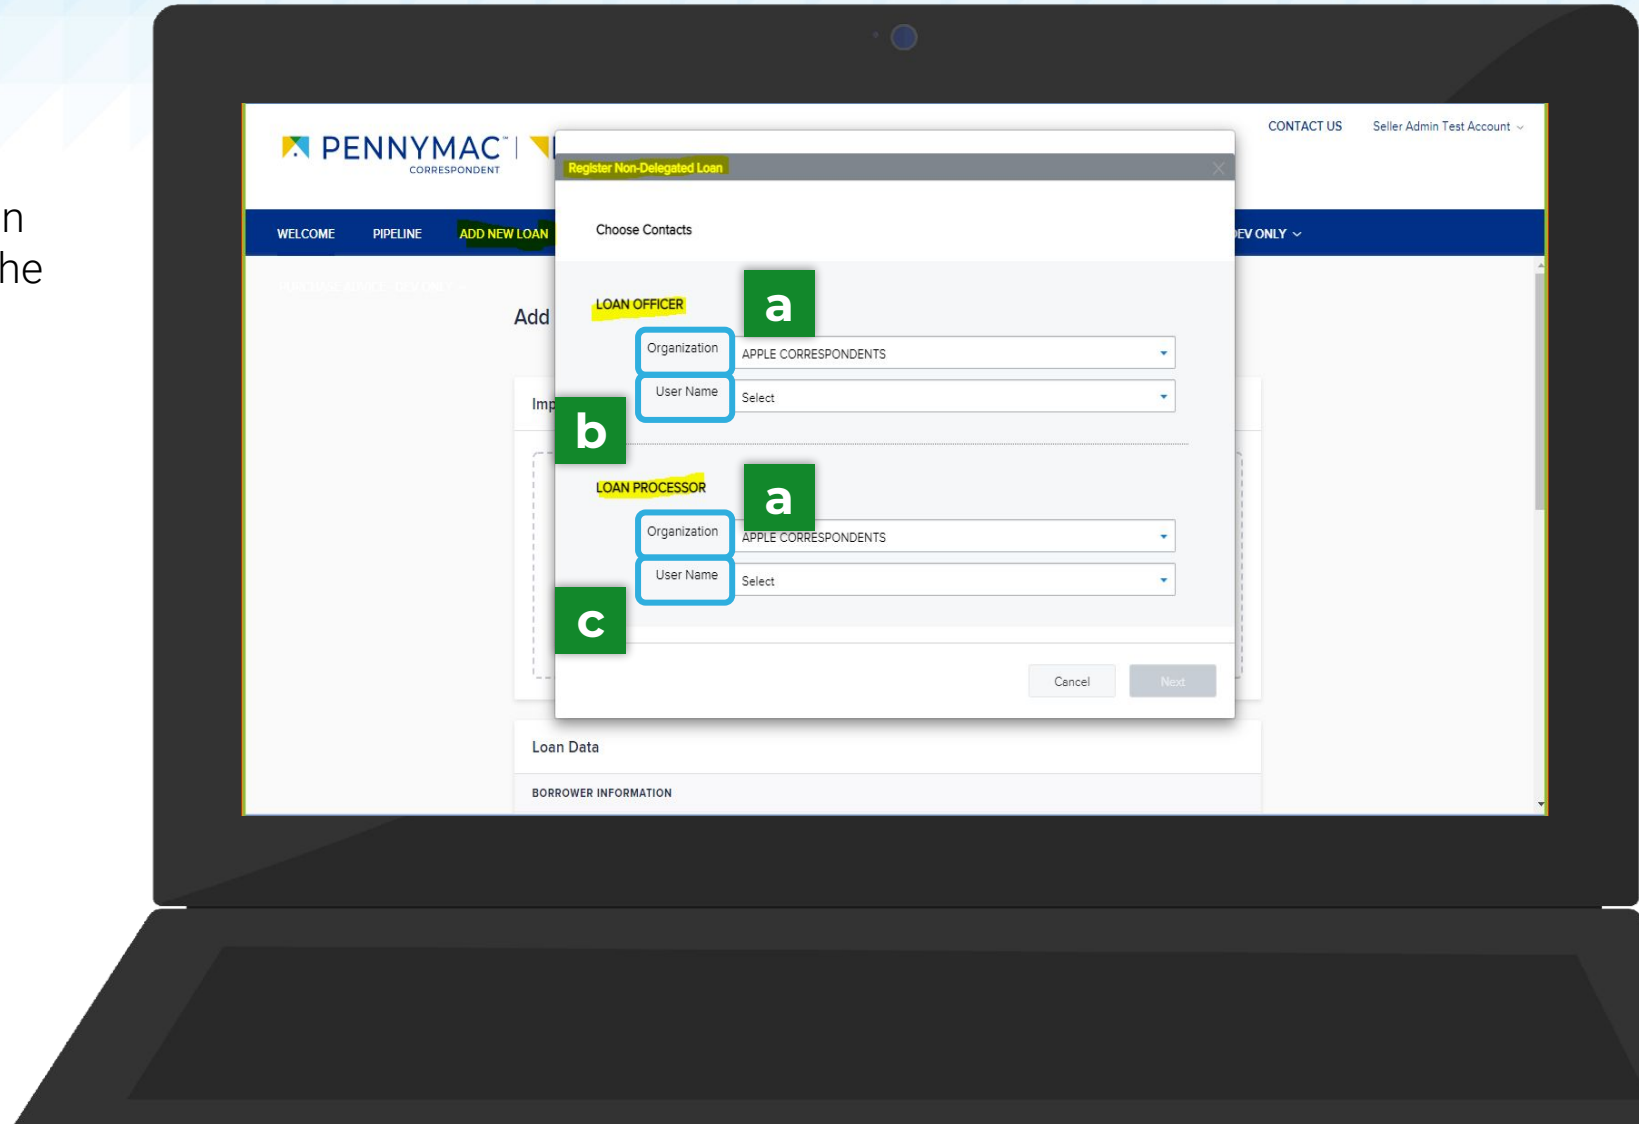 n
he
PENNYMAC™
CORRESPONDENT
CONTACT US Seller Admin Test Account
WELCOME PIPELINE ADD NEW LOAN
DEV ONLY
Add
Imp
Register Non-Delegated Loan X
Choose Contacts
LOAN OFFICER
a
Organization APPLE CORRESPONDENTS
User Name Select
b
LOAN PROCESSOR
a
Organization APPLE CORRESPONDENTS
User Name Select
c
Cancel Next
Loan Data
BORROWER INFORMATION